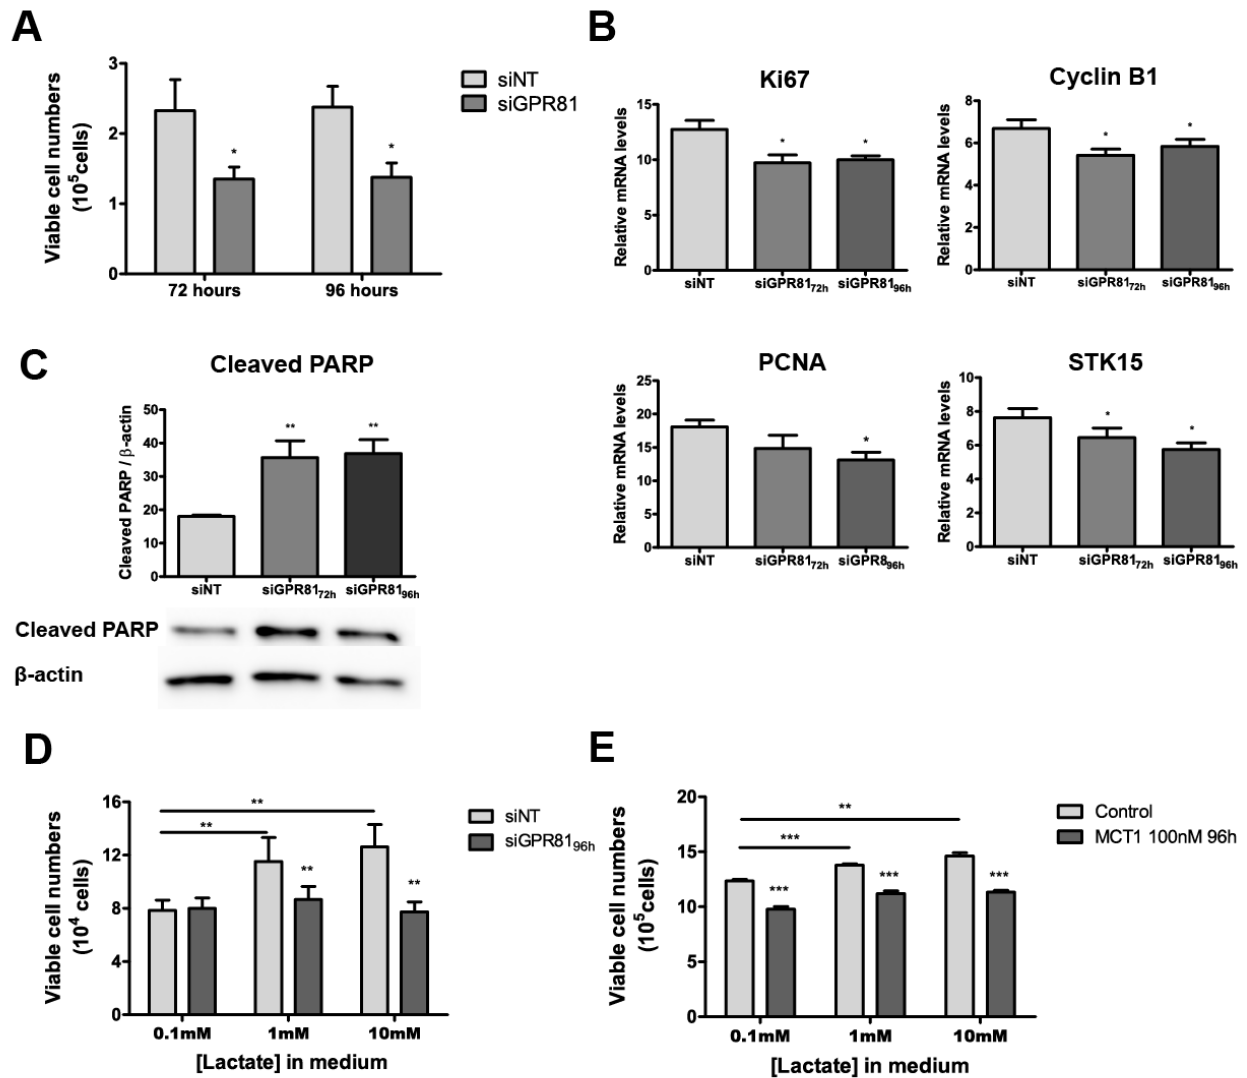 A
Viable cell numbers
(10⁵cells)
3
2
1
0
*
*
72 hours
96 hours
siNT
siGPR81
B
Ki67
Relative mRNA levels
15
10
5
0
*
*
siNT
siGPR81₇₂ₕ
siGPR81₉₆ₕ
Cyclin B1
Relative mRNA levels
8
6
4
2
0
*
*
siNT
siGPR81₇₂ₕ
siGPR81₉₆ₕ
PCNA
Relative mRNA levels
25
20
15
10
5
0
*
siNT
siGPR81₇₂ₕ
siGPR8₉₆ₕ
STK15
Relative mRNA levels
10
8
6
4
2
0
*
*
siNT
siGPR81₇₂ₕ
siGPR81₉₆ₕ
C
Cleaved PARP
Cleaved PARP / β-actin
50
40
30
20
10
0
**
**
siNT
siGPR81₇₂ₕ
siGPR81₉₆ₕ
Cleaved PARP
β-actin
D
Viable cell numbers
(10⁴ cells)
16
12
8
4
0
**
**
**
**
0.1mM
1mM
10mM
[Lactate] in medium
siNT
siGPR81₉₆ₕ
E
Viable cell numbers
(10⁵cells)
20
15
10
5
0
**
***
***
***
***
0.1mM
1mM
10mM
[Lactate] in medium
Control
MCT1 100nM 96h